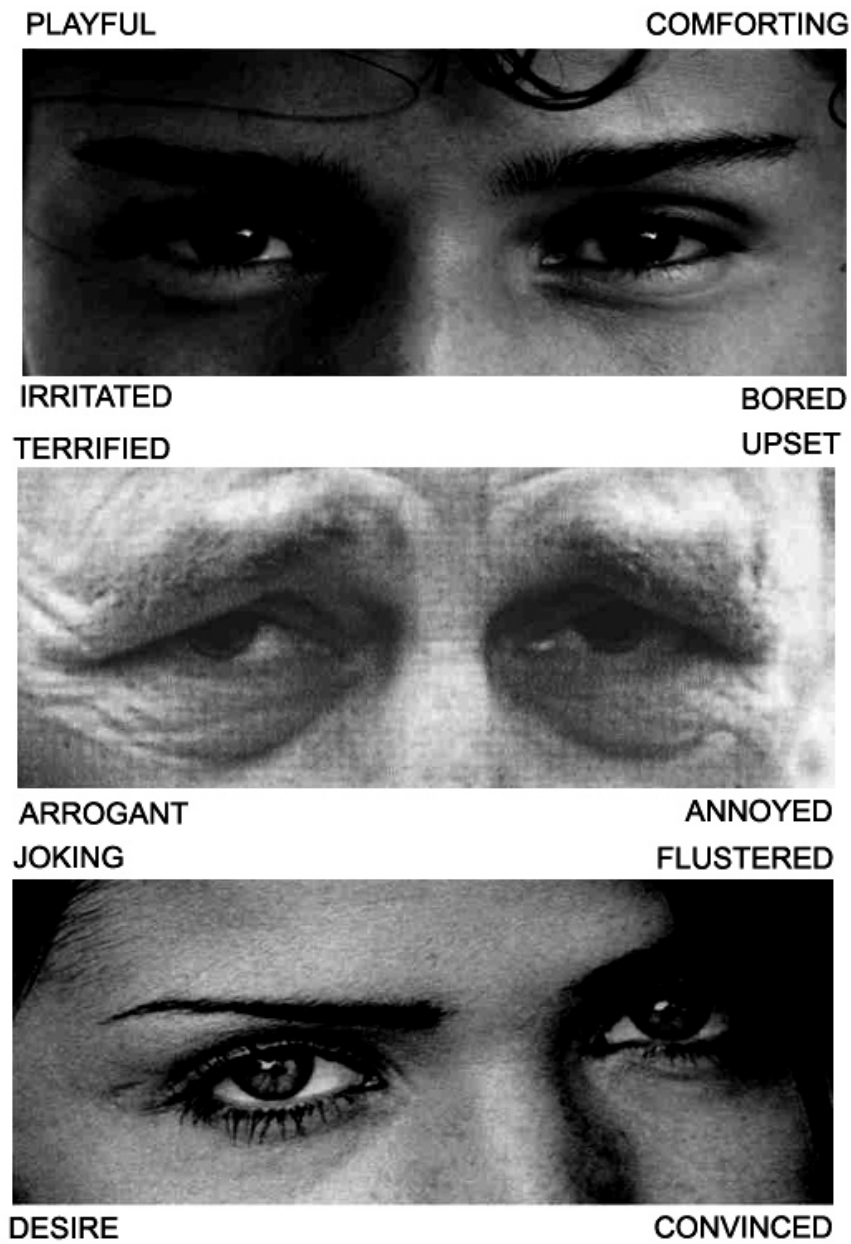 PLAYFUL COMFORTING
IRRITATED BORED
TERRIFIED UPSET
ARROGANT ANNOYED
JOKING FLUSTERED
DESIRE CONVINCED